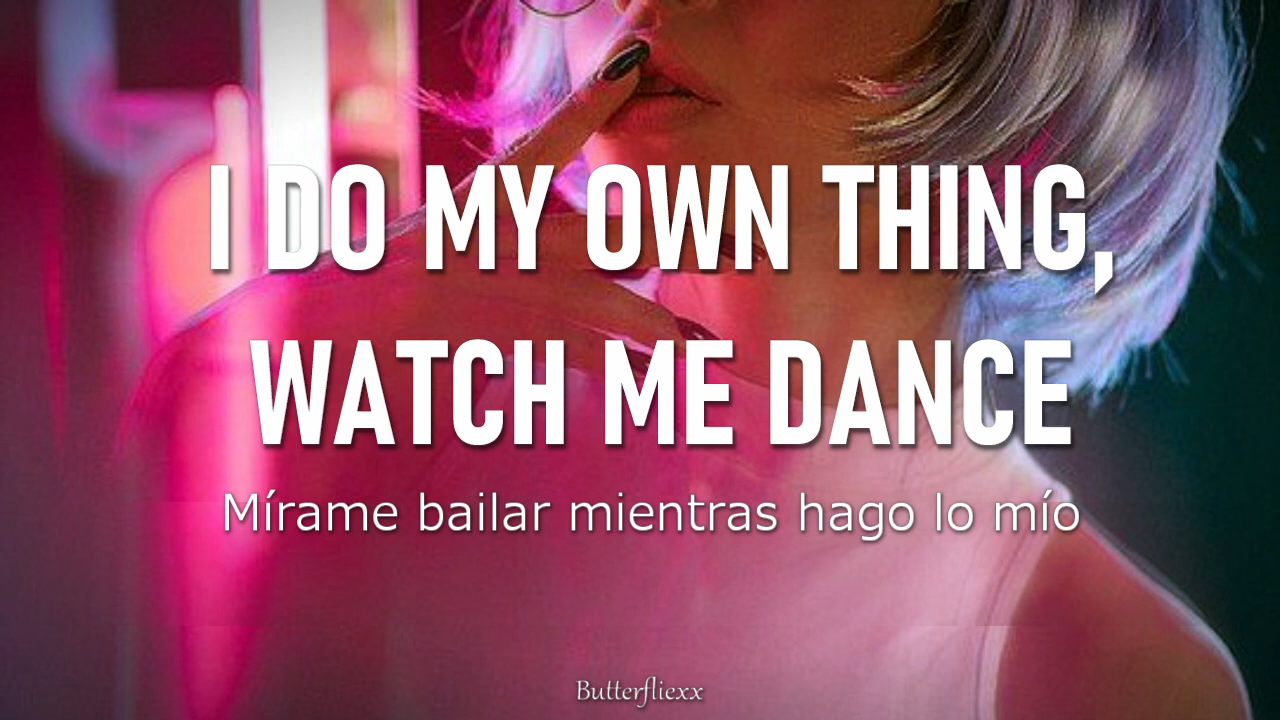 I DO MY OWN THING,
WATCH ME DANCE
Mírame bailar mientras hago lo mío
Butterfliexx